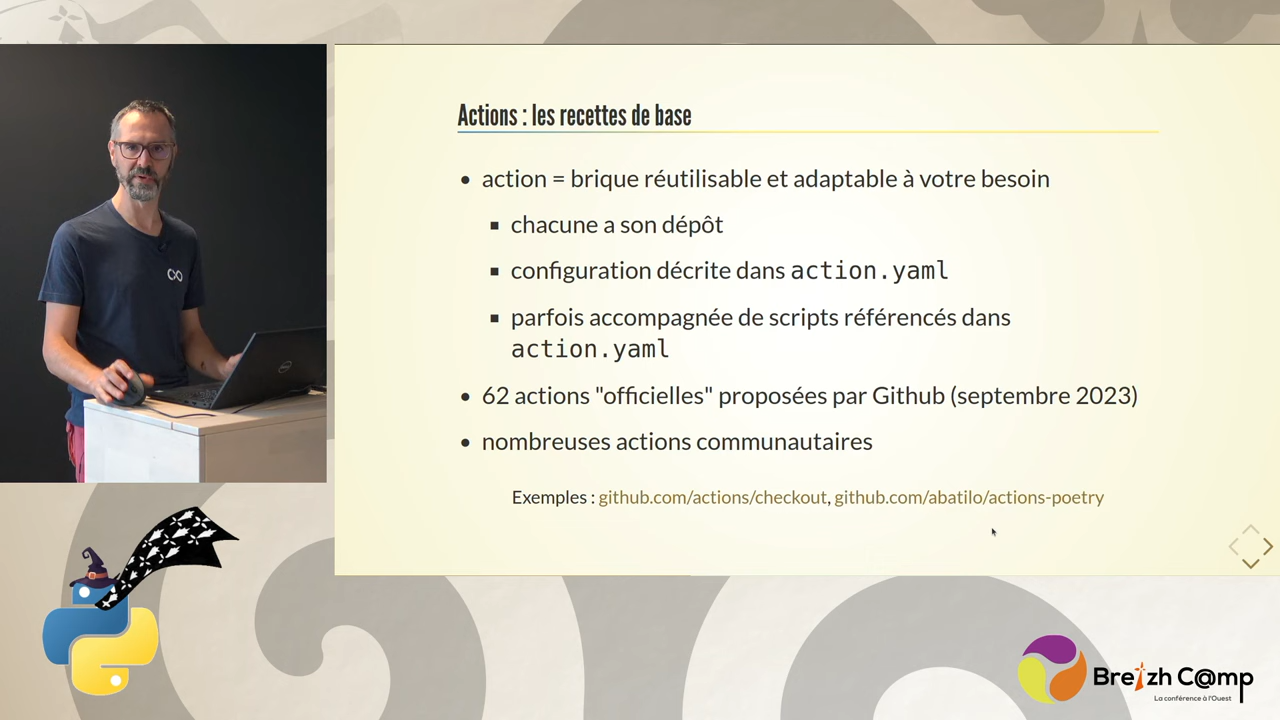 Actions : les recettes de base
action = brique réutilisable et adaptable à votre besoin
chacune a son dépôt
configuration décrite dans action.yaml
parfois accompagnée de scripts référencés dans
action.yaml
62 actions "officielles" proposées par Github (septembre 2023)
nombreuses actions communautaires
Exemples : github.com/actions/checkout, github.com/abatilo/actions-poetry
DELL
Breizh C@mp
La conférence à l'Ouest